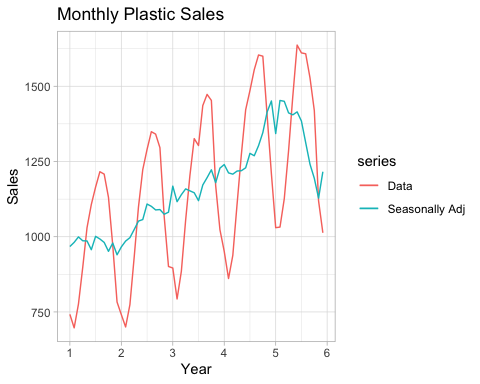 Monthly Plastic Sales
1500
1250
1000
750
Sales
1 2 3 4 5 6
Year
series
Data
Seasonally Adj